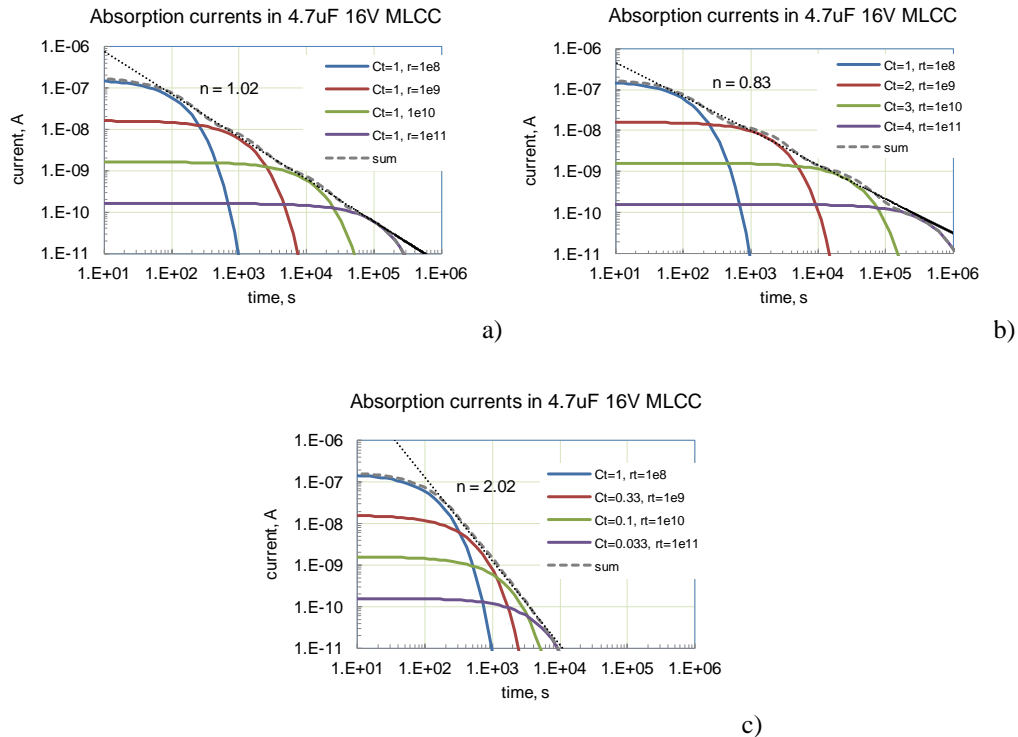 Absorption currents in 4.7uF 16V MLCC
1.E-06
1.E-07
1.E-08
1.E-09
1.E-10
1.E-11
current, A
n = 1.02
Ct=1, r=1e8
Ct=1, r=1e9
Ct=1, 1e10
Ct=1, r=1e11
sum
1.E+01 1.E+02 1.E+03 1.E+04 1.E+05 1.E+06
time, s
a)
Absorption currents in 4.7uF 16V MLCC
1.E-06
1.E-07
1.E-08
1.E-09
1.E-10
1.E-11
current, A
n = 0.83
Ct=1, rt=1e8
Ct=2, rt=1e9
Ct=3, rt=1e10
Ct=4, rt=1e11
sum
1.E+01 1.E+02 1.E+03 1.E+04 1.E+05 1.E+06
time, s
b)
Absorption currents in 4.7uF 16V MLCC
1.E-06
1.E-07
1.E-08
1.E-09
1.E-10
1.E-11
current, A
n = 2.02
Ct=1, rt=1e8
Ct=0.33, rt=1e9
Ct=0.1, rt=1e10
Ct=0.033, rt=1e11
sum
1.E+01 1.E+02 1.E+03 1.E+04 1.E+05 1.E+06
time, s
c)